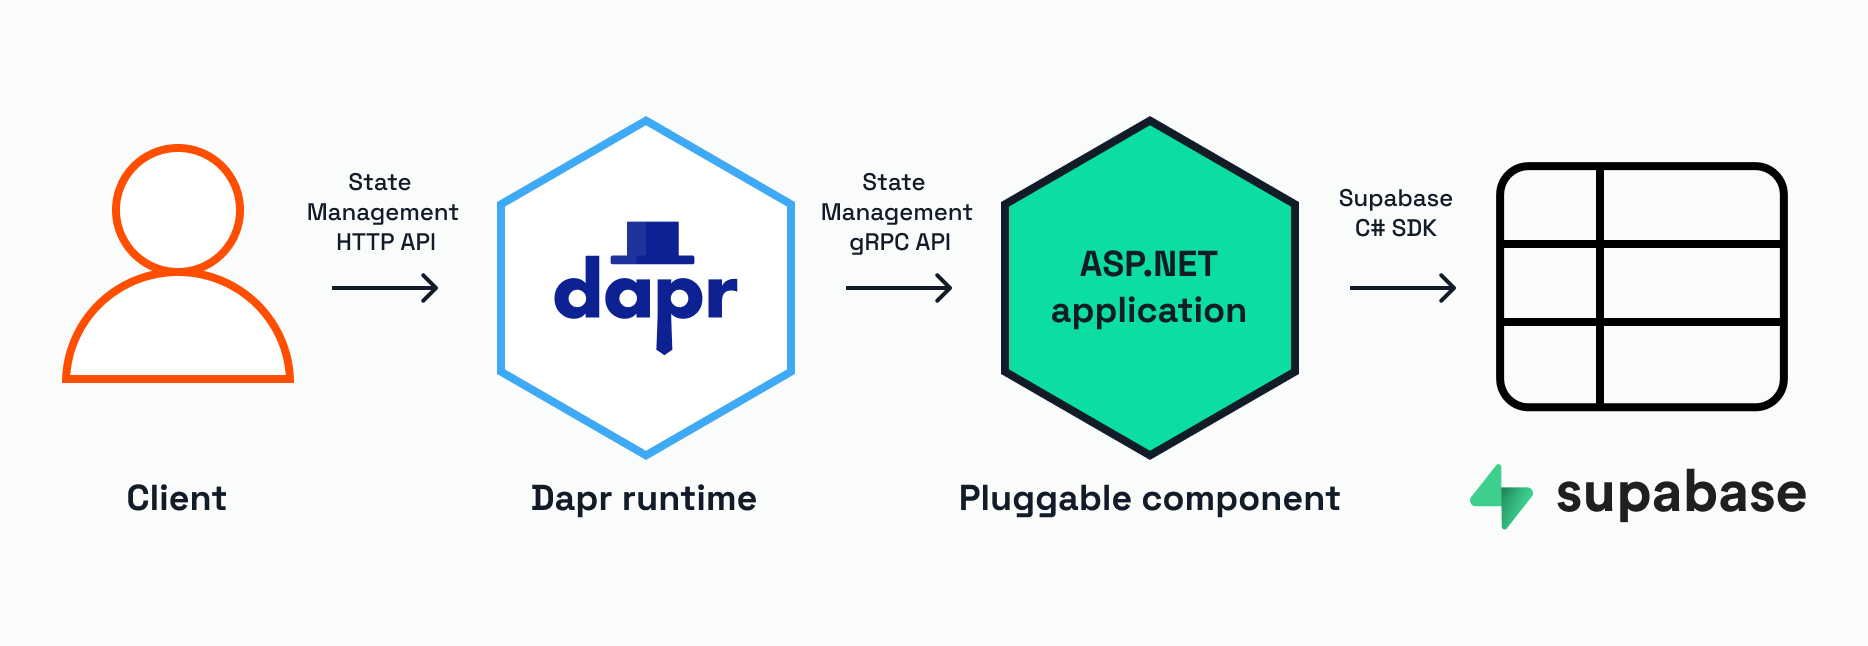 State
Management
HTTP API
State
Management
gRPC API
Supabase
C# SDK
dapr
ASP.NET
application
Client
Dapr runtime
Pluggable component
supabase